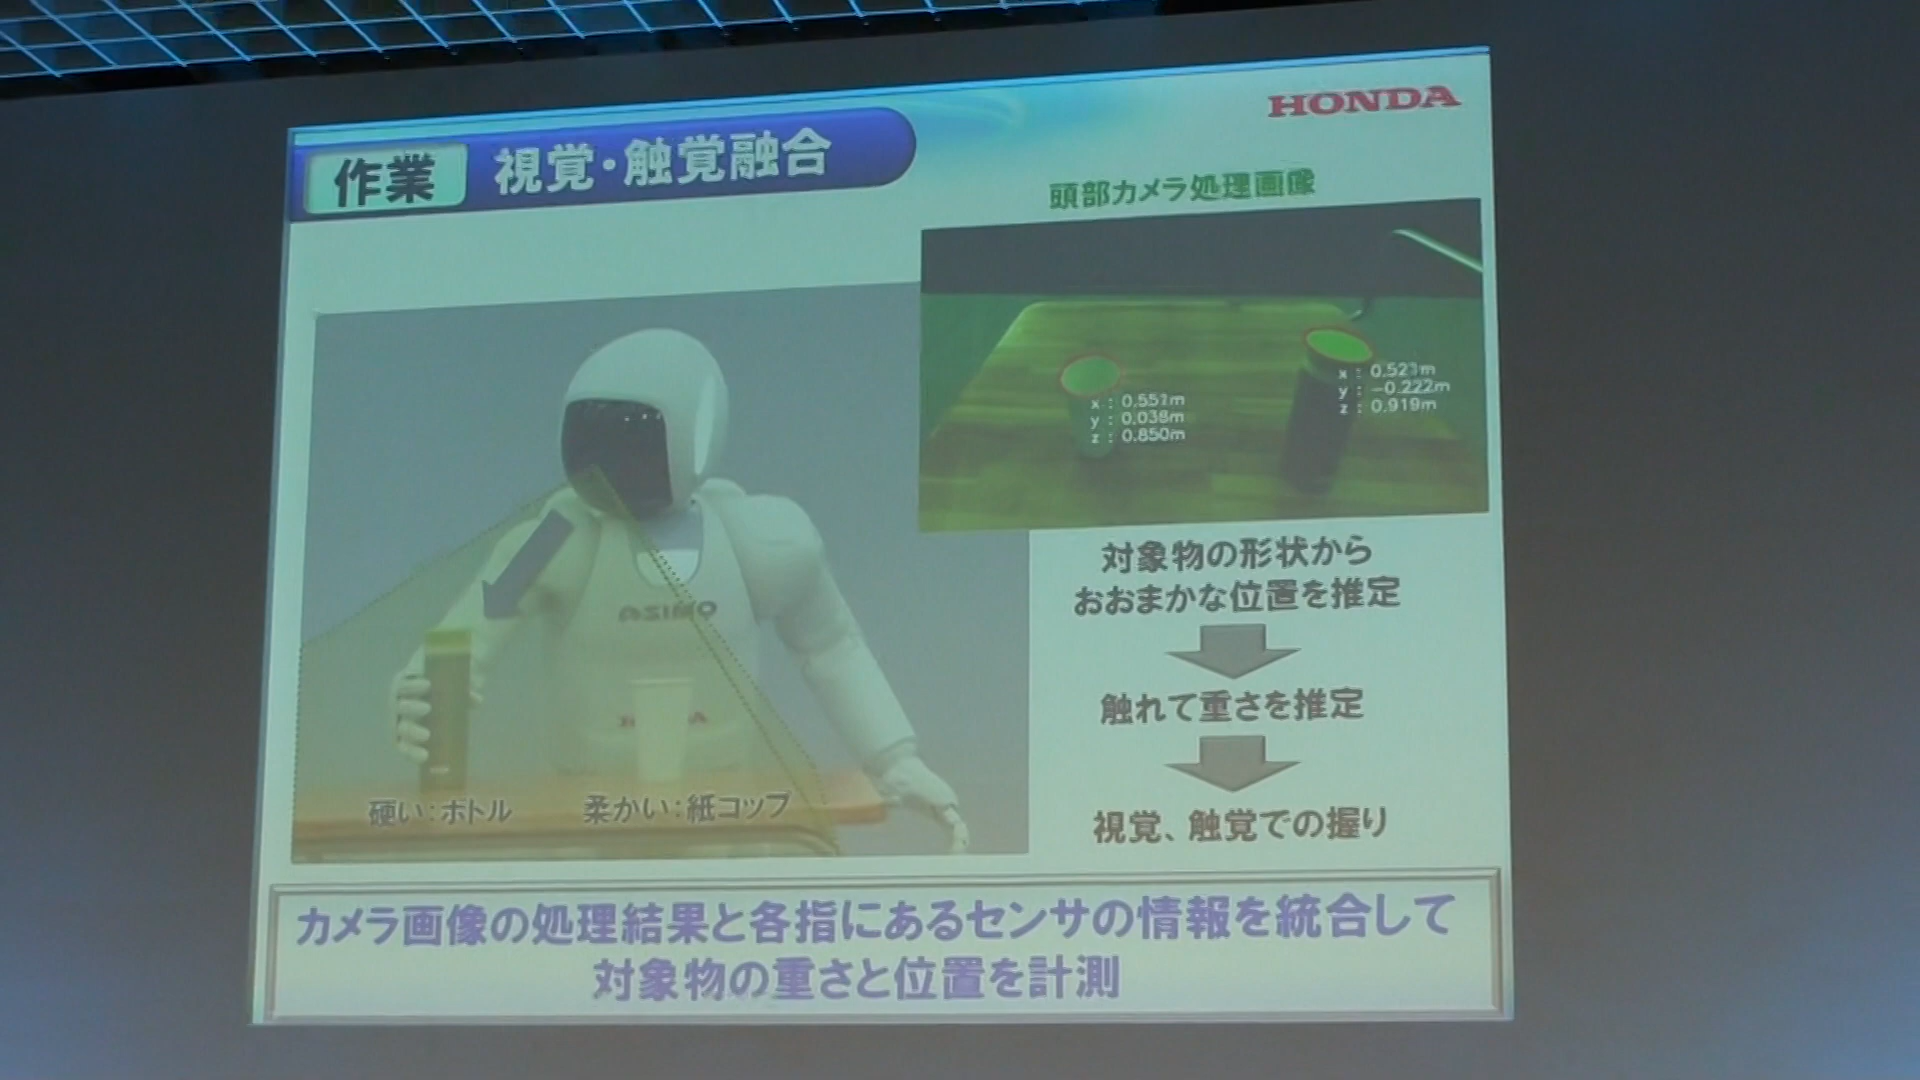 HONDA
作業 視覚・触覚融合
頭部カメラ処理画像
x : 0.551m
y : 0.038m
z : 0.850m
x : 0.521m
y : -0.222m
z : 0.919m
ASIMO
硬い:ボトル
柔かい:紙コップ
対象物の形状から
おおまかな位置を推定
触れて重さを推定
視覚、触覚での握り
カメラ画像の処理結果と各指にあるセンサの情報を統合して
対象物の重さと位置を計測